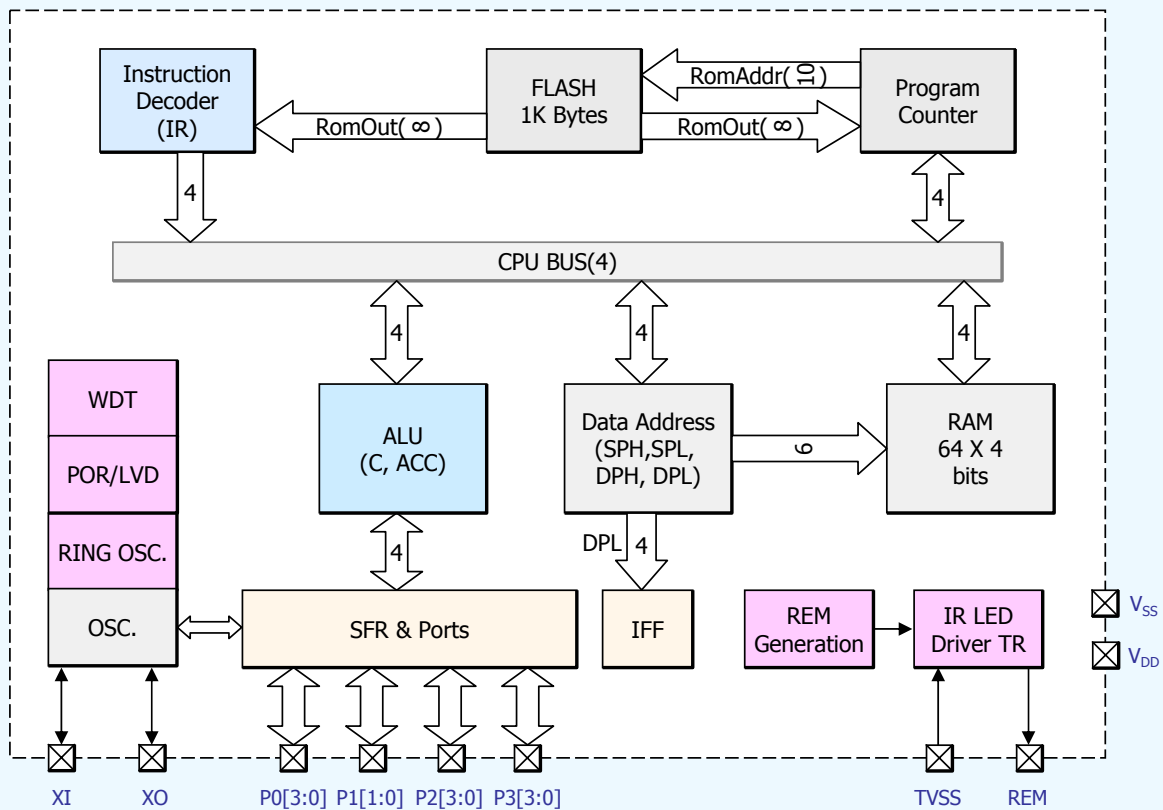 Instruction
Decoder
(IR)
RomOut( 8 )
FLASH
1K Bytes
RomAddr( 10 )
RomOut( 8 )
Program
Counter
4
4
CPU BUS(4)
4
4
4
WDT
POR/LVD
RING OSC.
OSC.
ALU
(C, ACC)
Data Address
(SPH,SPL,
DPH, DPL)
6
RAM
64 X 4
bits
4
DPL
4
SFR & Ports
IFF
REM
Generation
IR LED
Driver TR
VSS
VDD
XI
XO
P0[3:0]
P1[1:0]
P2[3:0]
P3[3:0]
TVSS
REM